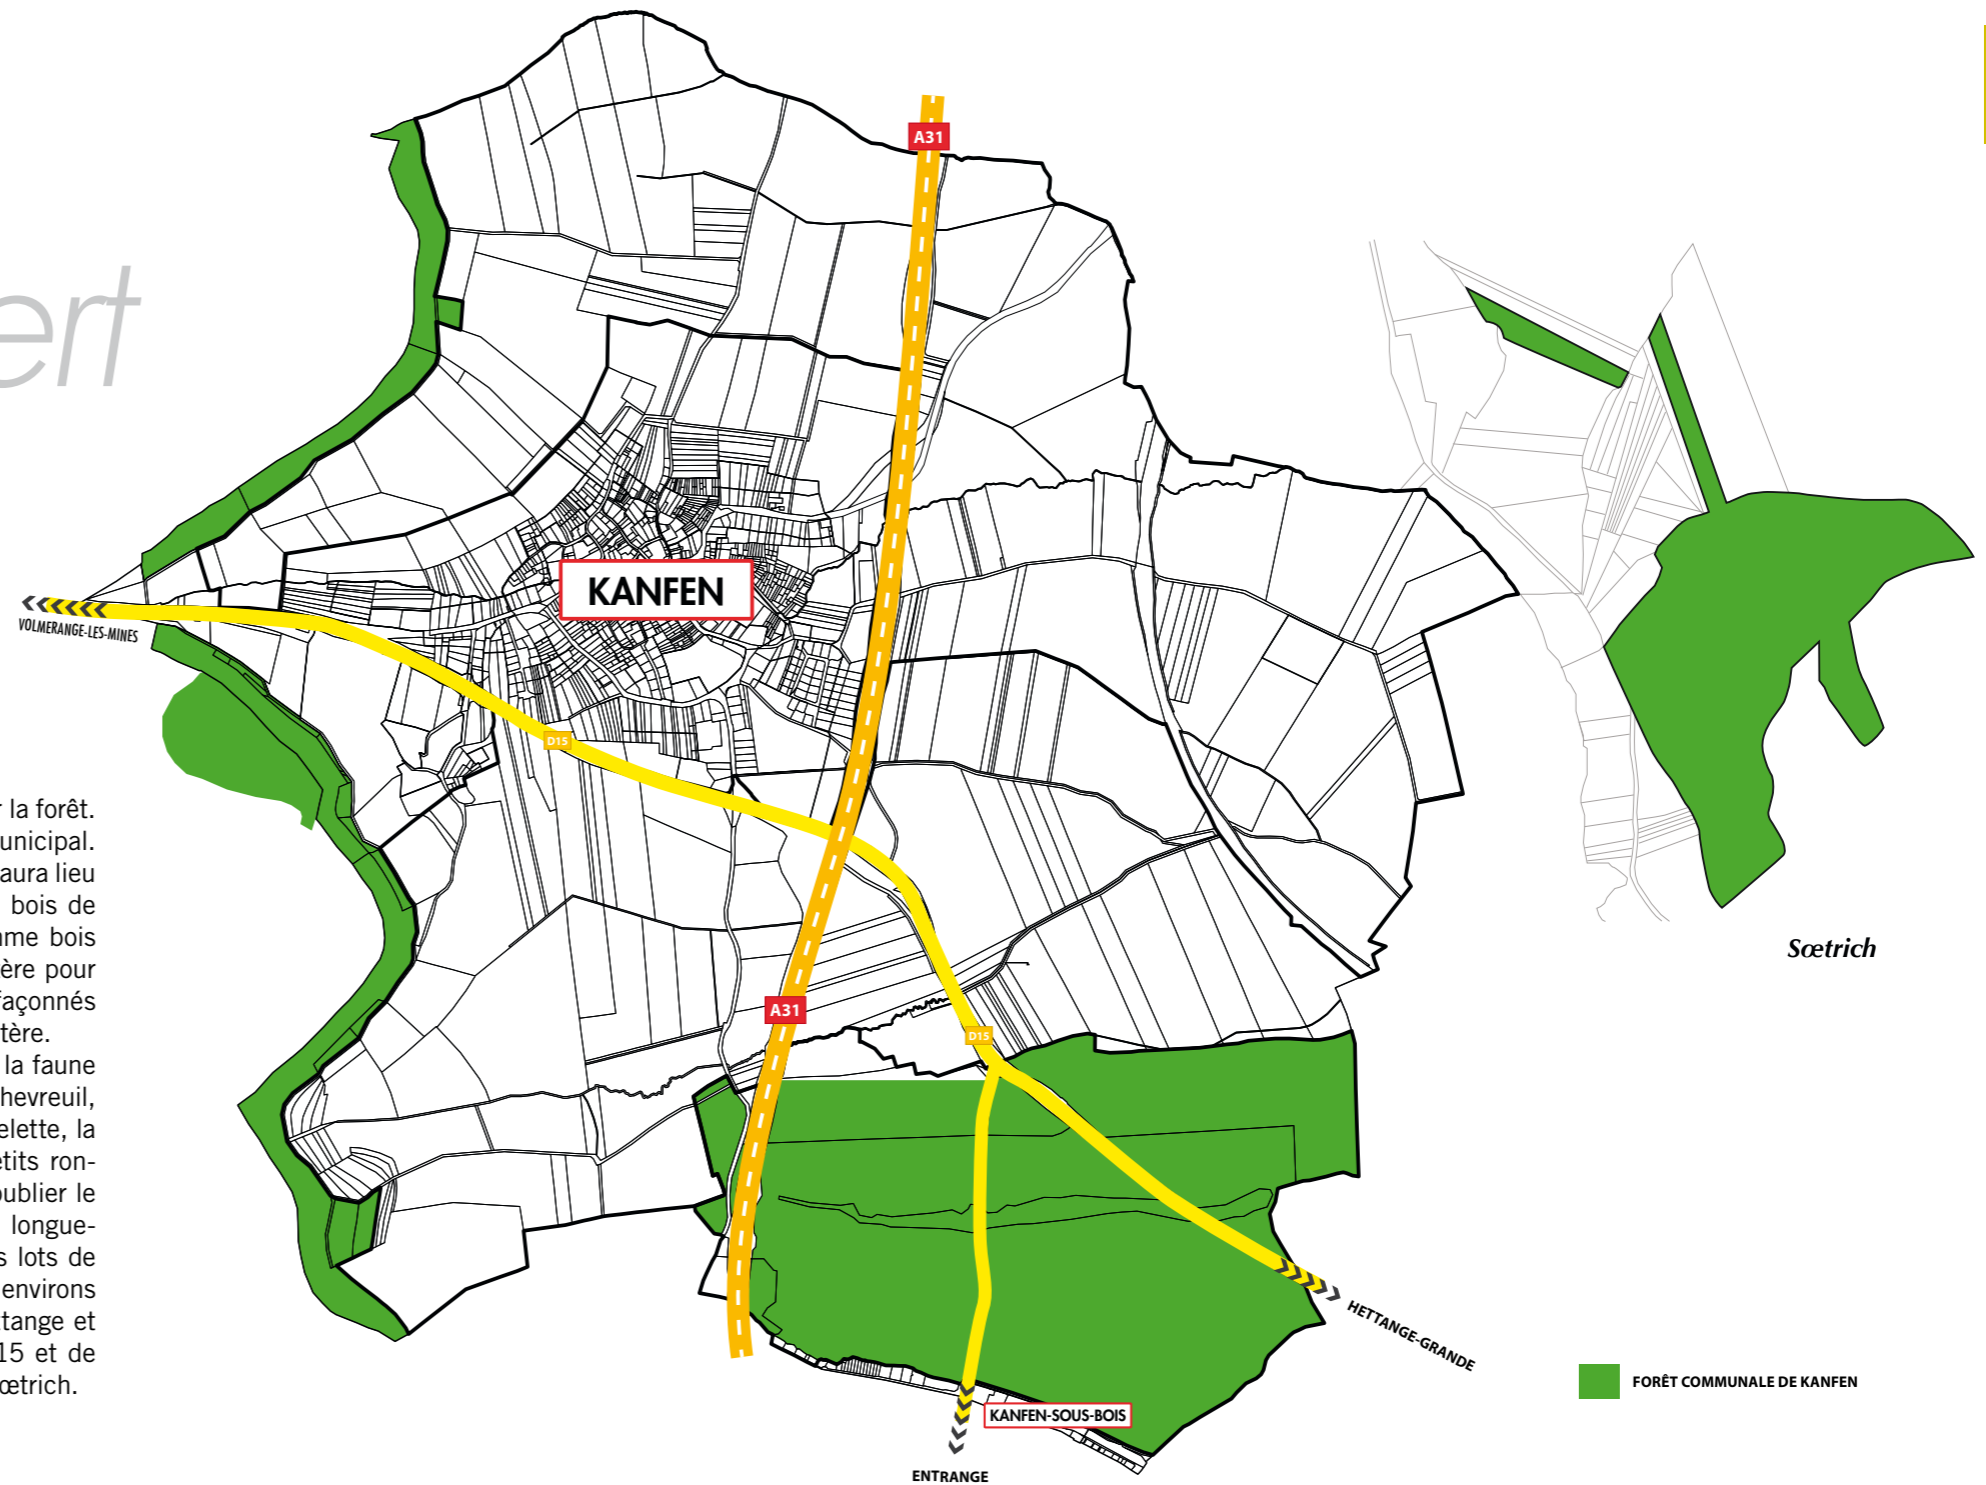 ert
r la forêt.
unicipal.
aura lieu
bois de
me bois
ère pour
façonnés
tère.
la faune
hevreuil,
elette, la
etits ron-
oublier le
longue-
s lots de
environs
ttange et
15 et de
œtrich.
A31
KANFEN
VOLMERANGE-LES-MINES
D15
Sœtrich
A31
D15
HETTANGE-GRANDE
FORÊT COMMUNALE DE KANFEN
KANFEN-SOUS-BOIS
ENTRANGE